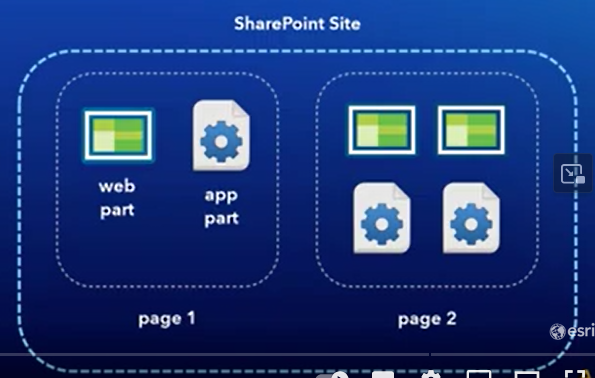 SharePoint Site
web
part
app
part
page 1
page 2
esri